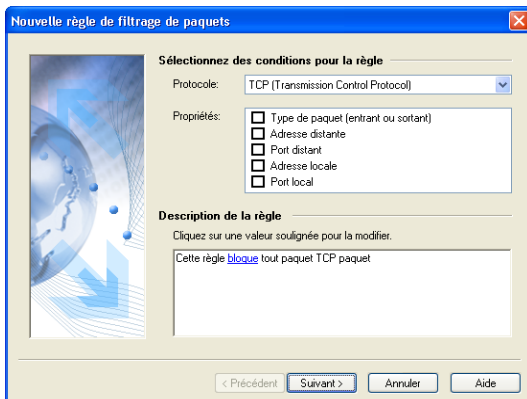 Nouvelle règle de filtrage de paquets
Sélectionnez des conditions pour la règle
Protocole: TCP (Transmission Control Protocol)
Propriétés: Type de paquet (entrant ou sortant)
Adresse distante
Port distant
Adresse locale
Port local
Description de la règle
Cliquez sur une valeur soulignée pour la modifier.
Cette règle bloque tout paquet TCP paquet
< Précédent Suivant > Annuler Aide